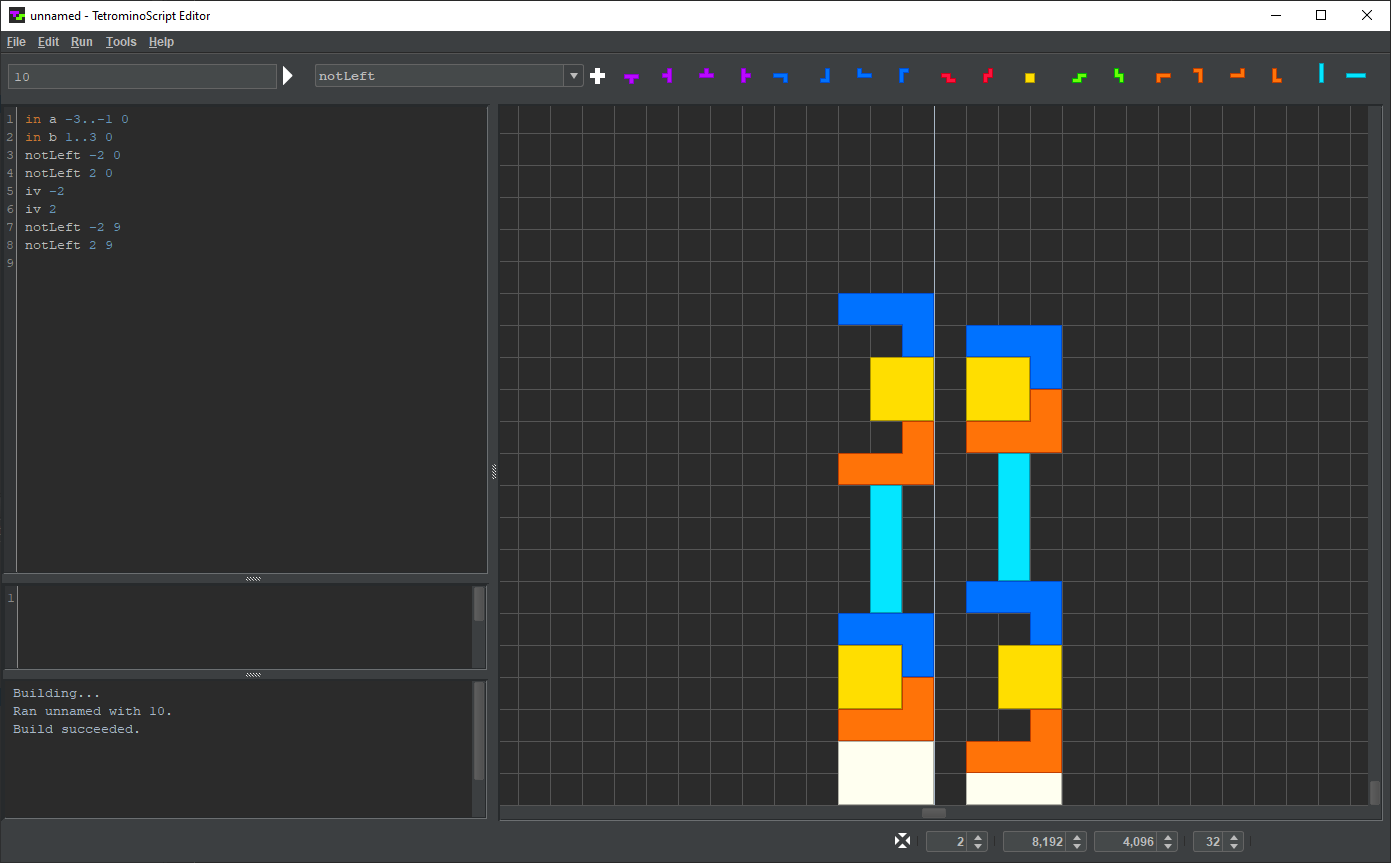 unnamed - TetrominoScript Editor
File Edit Run Tools Help
10
notLeft
1 in a -3..-1 0
2 in b 1..3 0
3 notLeft -2 0
4 notLeft 2 0
5 iv -2
6 iv 2
7 notLeft -2 9
8 notLeft 2 9
9
1
Building...
Ran unnamed with 10.
Build succeeded.
2 8,192 4,096 32